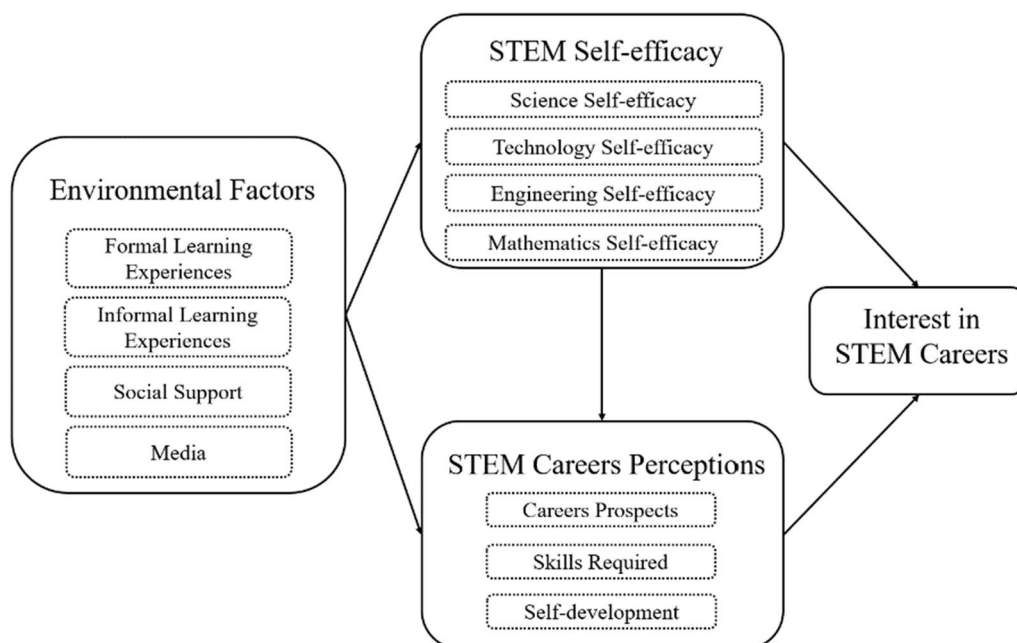 STEM Self-efficacy
Science Self-efficacy
Technology Self-efficacy
Engineering Self-efficacy
Mathematics Self-efficacy
Environmental Factors
Formal Learning
Experiences
Informal Learning
Experiences
Social Support
Media
STEM Careers Perceptions
Careers Prospects
Skills Required
Self-development
Interest in
STEM Careers